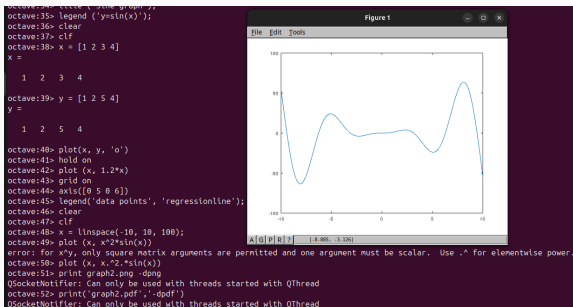 octave:34> title ('Sine graph');
octave:35> legend ('y=sin(x)');
octave:36> clear
octave:37> clf
octave:38> x = [1 2 3 4]
x =
1 2 3 4
octave:39> y = [1 2 5 4]
y =
1 2 5 4
octave:40> plot(x, y, 'o')
octave:41> hold on
octave:42> plot (x, 1.2*x)
octave:43> grid on
octave:44> axis([0 5 0 6])
octave:45> legend('data points', 'regressionline');
octave:46> clear
octave:47> clf
octave:48> x = linspace(-10, 10, 100);
octave:49> plot (x, x^2*sin(x))
error: for x^y, only square matrix arguments are permitted and one argument must be scalar. Use .^ for elementwise power.
octave:50> plot (x, x.^2.*sin(x))
octave:51> print graph2.png -dpng
QSocketNotifier: Can only be used with threads started with QThread
octave:52> print('graph2.pdf','-dpdf')
QSocketNotifier: Can only be used with threads started with QThread
Figure 1
File Edit Tools
100
50
0
-50
-100
-10 -5 0 5 10
A G P R ? [-8.885, -3.126]